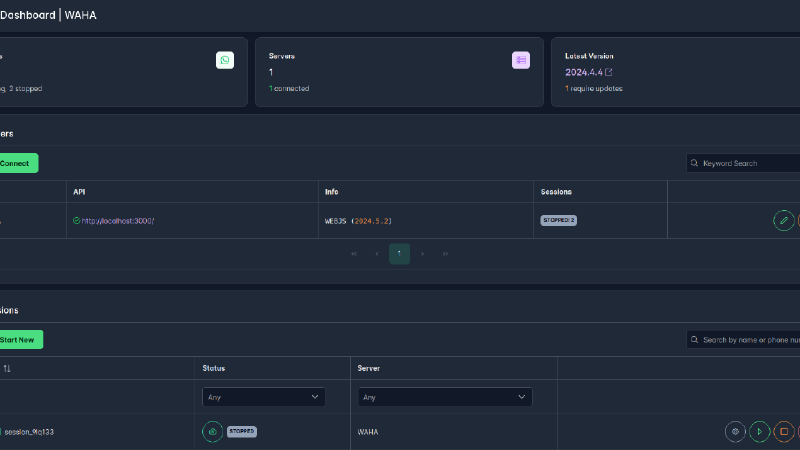 Dashboard | WAHA
s
Servers
Latest Version
1
2024.4.4
g, 2 stopped
1 connected
1 require updates
ers
Connect
Keyword Search
API
Info
Sessions
http://localhost:3000/
WEBJS (2024.5.2)
STOPPED: 2
1
sions
Start New
Search by name or phone nu
Status
Server
Any
Any
session_9lq133
STOPPED
WAHA